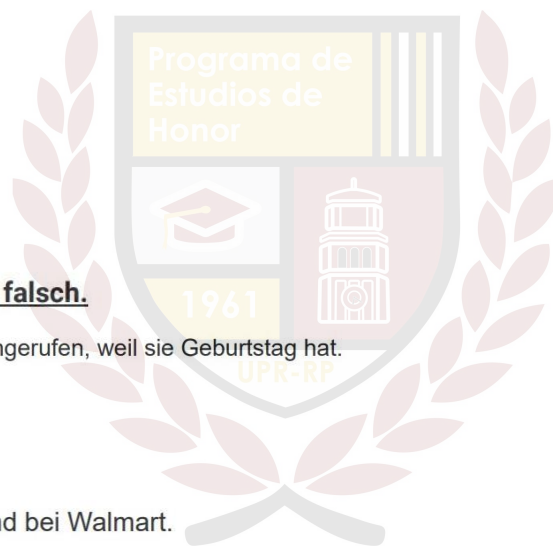 Programa de
Estudios de
Honor
falsch.
1961
ngerufen, weil sie Geburtstag hat.
UPR-RP
nd bei Walmart.